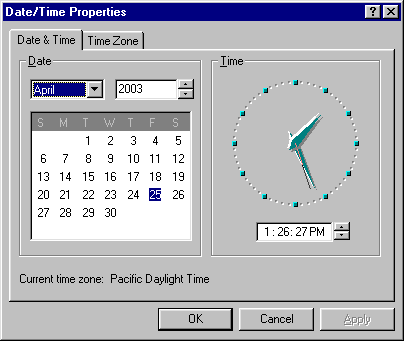 Date/Time Properties
Date & Time Time Zone
Date
April 2003
S M T W T F S
1 2 3 4 5
6 7 8 9 10 11 12
13 14 15 16 17 18 19
20 21 22 23 24 25 26
27 28 29 30
Time
1:26:27 PM
Current time zone: Pacific Daylight Time
OK Cancel Apply